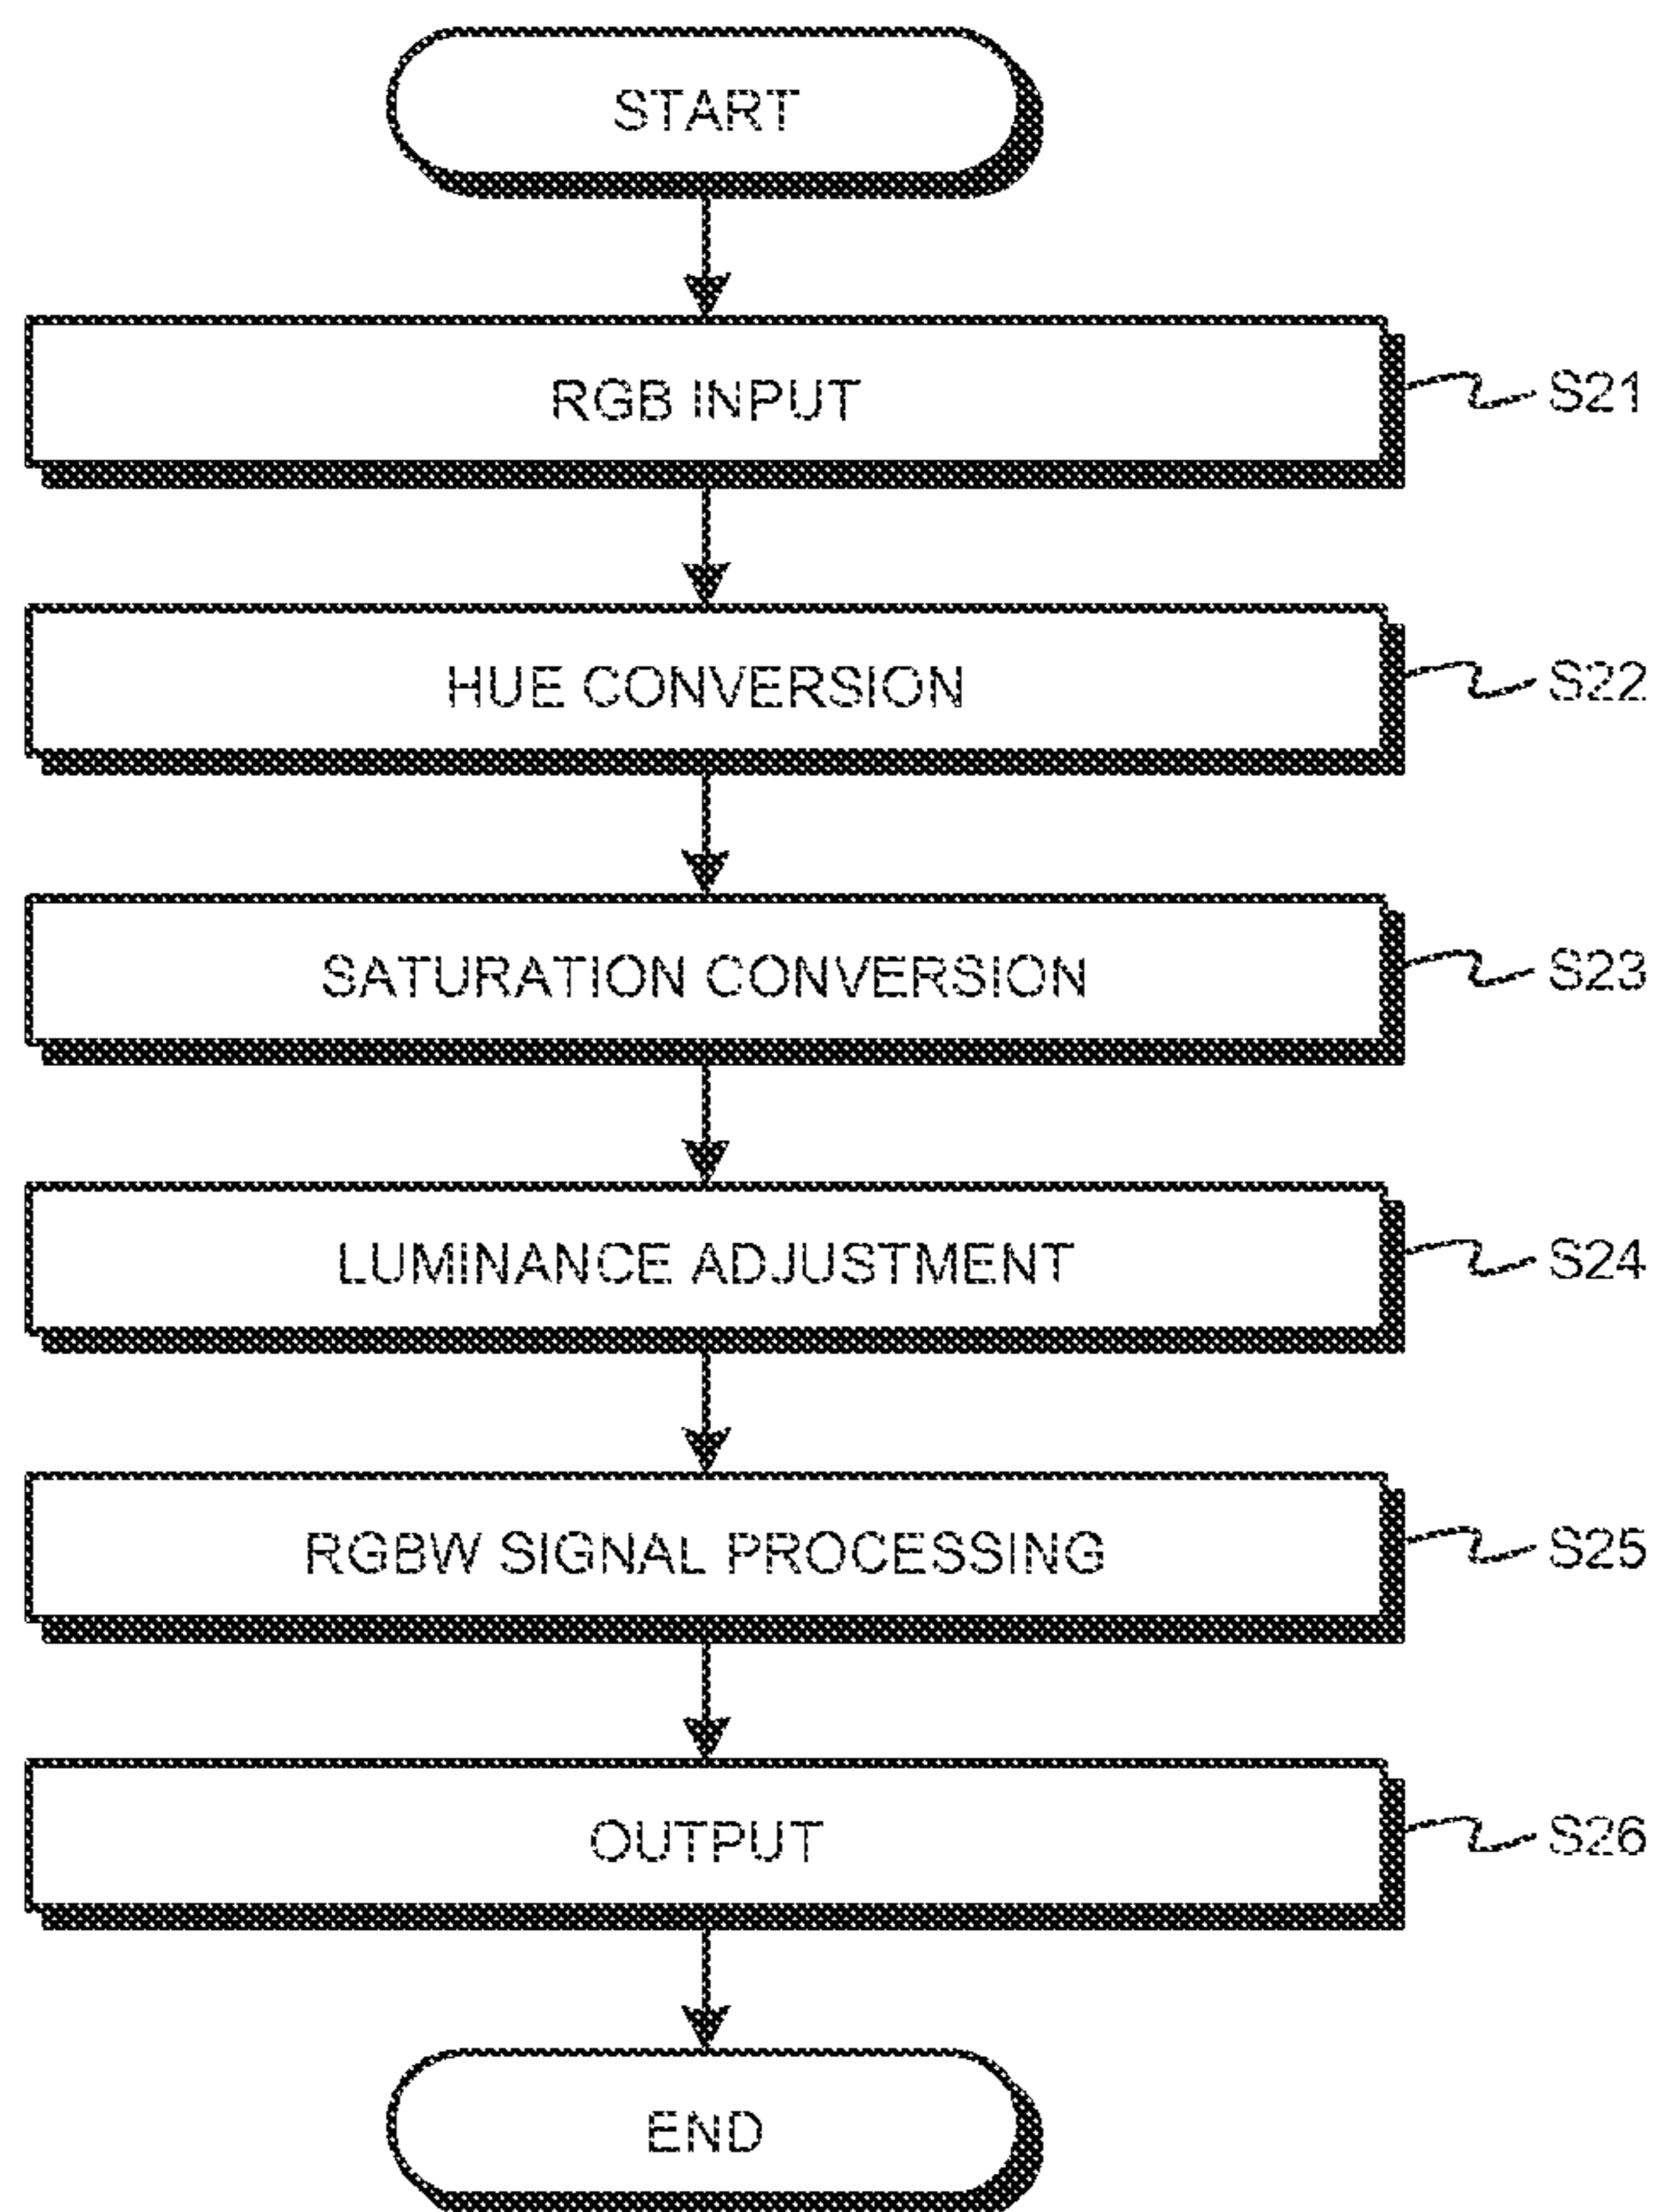 START
RGB INPUT
S21
HUE CONVERSION
S22
SATURATION CONVERSION
S23
LUMINANCE ADJUSTMENT
S24
RGBW SIGNAL PROCESSING
S25
OUTPUT
S26
END